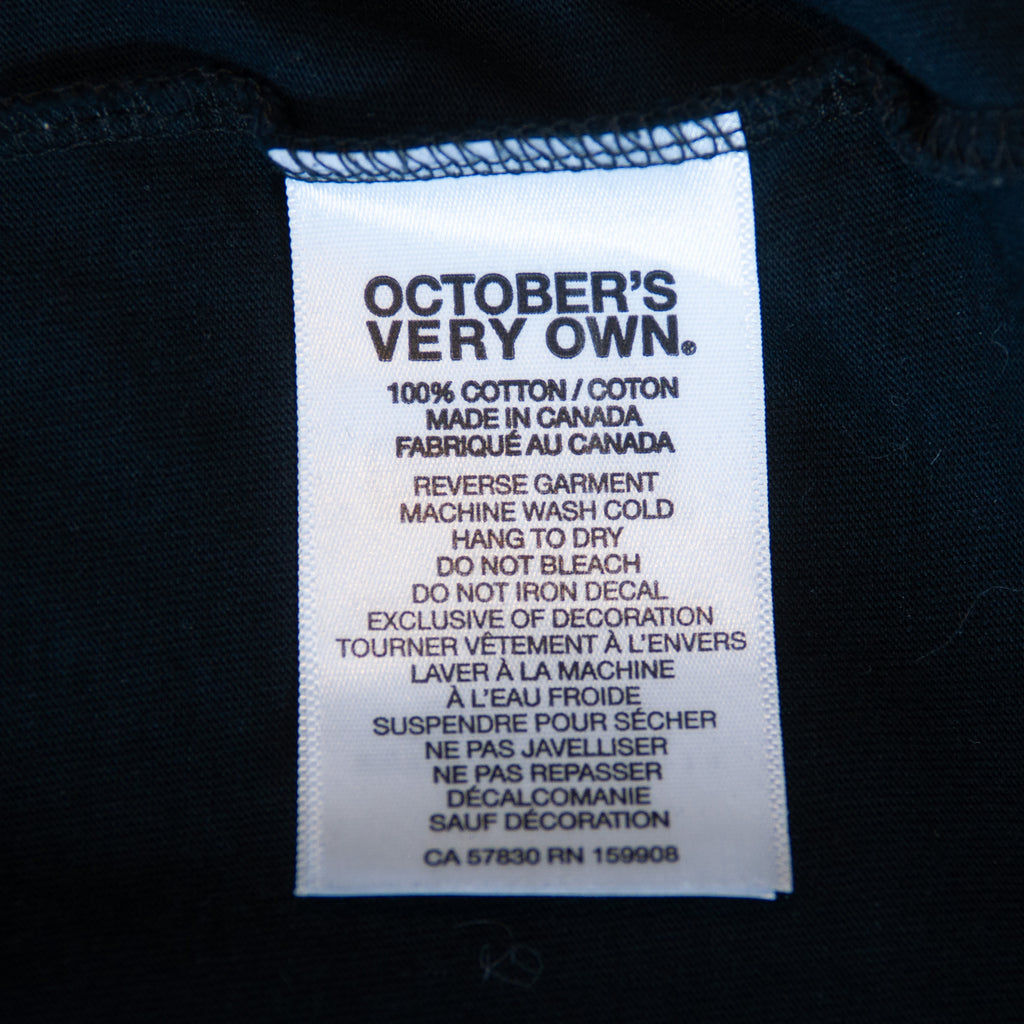 OCTOBER'S
VERY OWN.®
100% COTTON / COTON
MADE IN CANADA
FABRIQUÉ AU CANADA
REVERSE GARMENT
MACHINE WASH COLD
HANG TO DRY
DO NOT BLEACH
DO NOT IRON DECAL
EXCLUSIVE OF DECORATION
TOURNER VÊTEMENT À L'ENVERS
LAVER À LA MACHINE
À L'EAU FROIDE
SUSPENDRE POUR SÉCHER
NE PAS JAVELLISER
NE PAS REPASSER
DÉCALCOMANIE
SAUF DÉCORATION
CA 57830 RN 159908